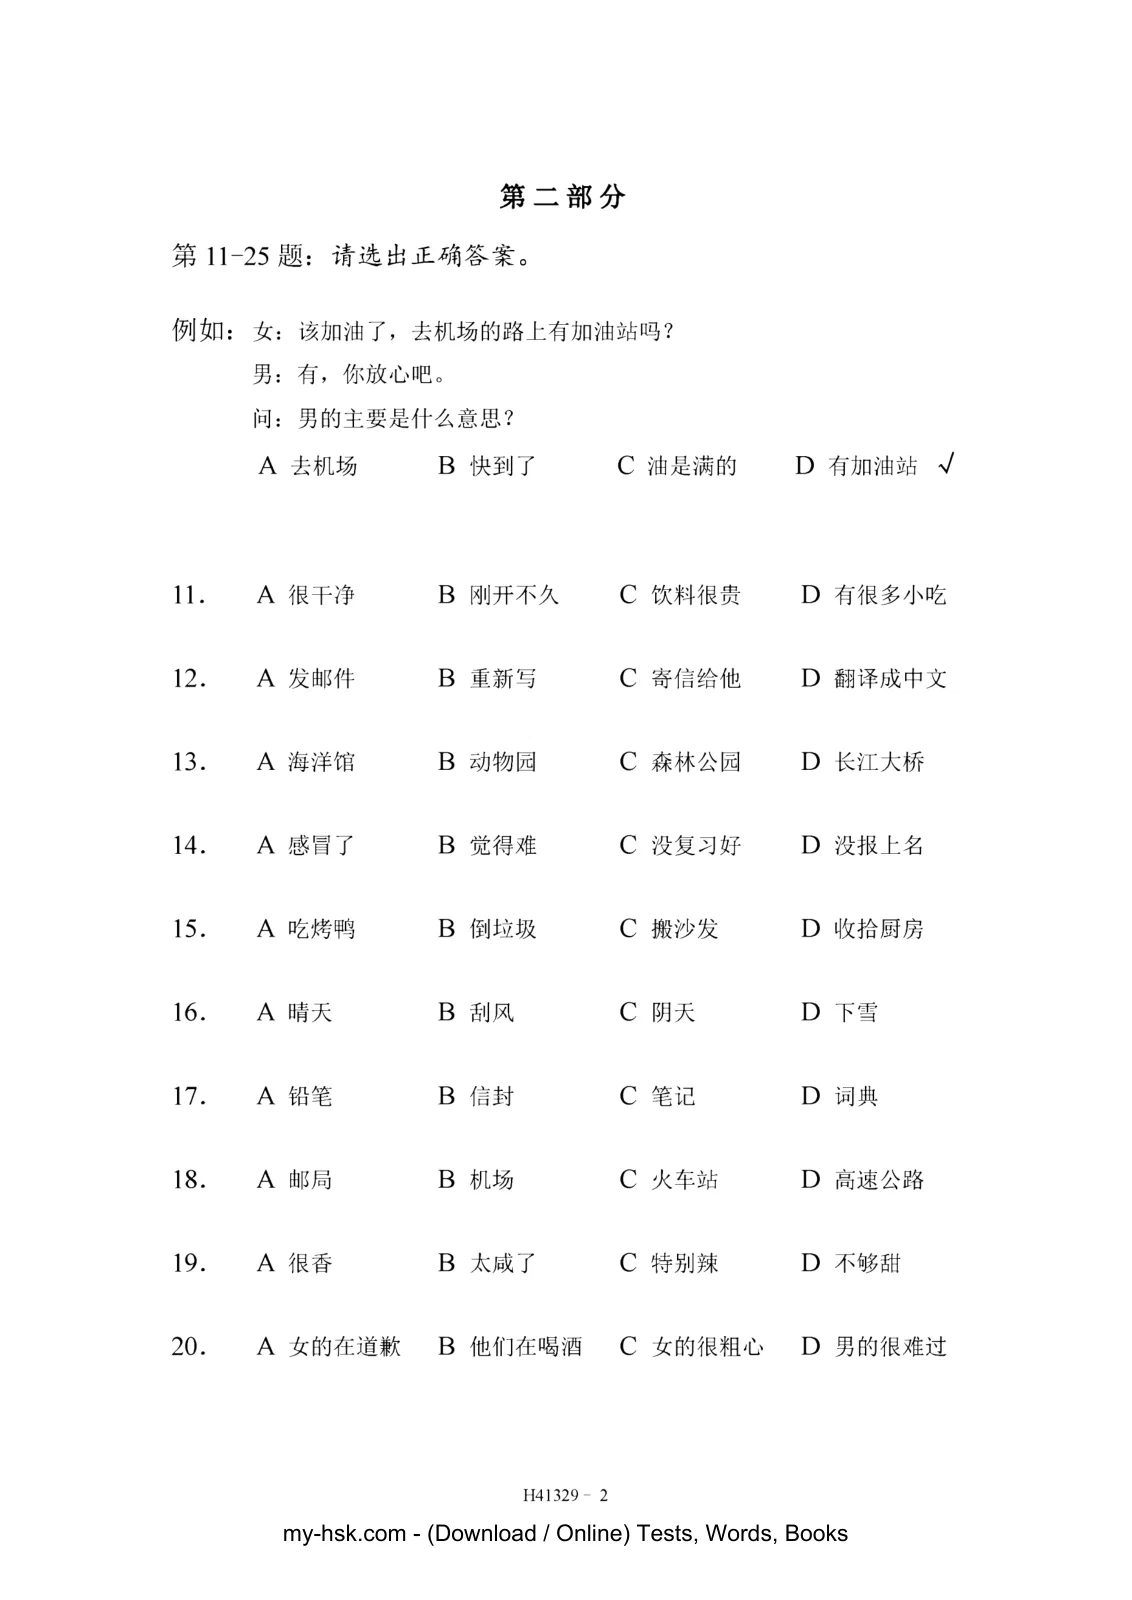 第二部分
第 11-25 题：请选出正确答案。
例如：女：该加油了，去机场的路上有加油站吗？
男：有，你放心吧。
问：男的主要是什么意思？
A 去机场 B 快到了 C 油是满的 D 有加油站 √
11. A 很干净 B 刚开不久 C 饮料很贵 D 有很多小吃
12. A 发邮件 B 重新写 C 寄信给他 D 翻译成中文
13. A 海洋馆 B 动物园 C 森林公园 D 长江大桥
14. A 感冒了 B 觉得难 C 没复习好 D 没报上名
15. A 吃烤鸭 B 倒垃圾 C 搬沙发 D 收拾厨房
16. A 晴天 B 刮风 C 阴天 D 下雪
17. A 铅笔 B 信封 C 笔记 D 词典
18. A 邮局 B 机场 C 火车站 D 高速公路
19. A 很香 B 太咸了 C 特别辣 D 不够甜
20. A 女的在道歉 B 他们在喝酒 C 女的很粗心 D 男的很难过
H41329 - 2
my-hsk.com - (Download / Online) Tests, Words, Books